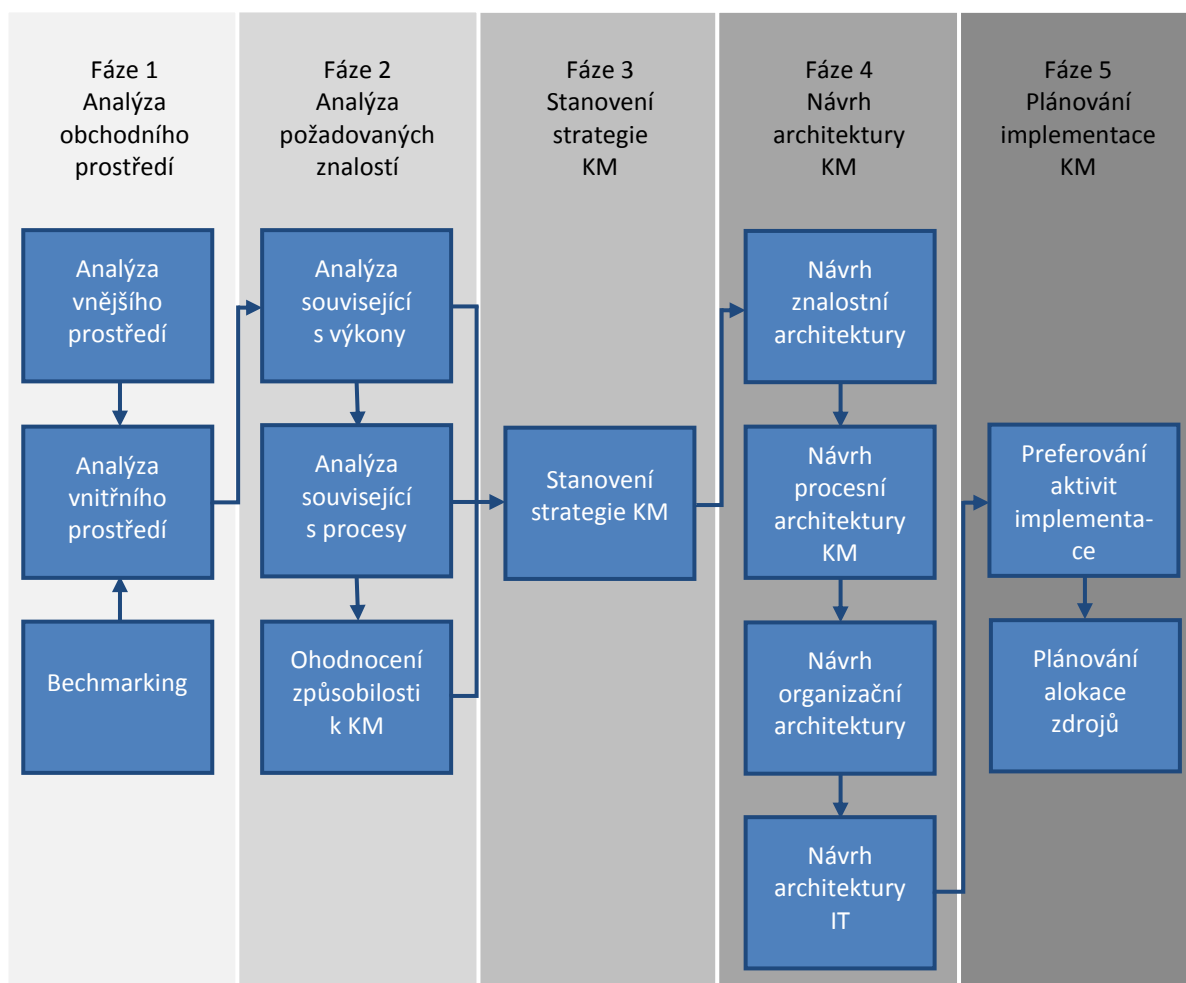 Fáze 1
Analýza
obchodního
prostředí
Fáze 2
Analýza
požadovaných
znalostí
Fáze 3
Stanovení
strategie
KM
Fáze 4
Návrh
architektury
KM
Fáze 5
Plánování
implementace
KM
Analýza
vnějšího
prostředí
Analýza
vnitřního
prostředí
Bechmarking
Analýza
související
s výkony
Analýza
související
s procesy
Ohodnocení
způsobilosti
k KM
Stanovení
strategie KM
Návrh
znalostní
architektury
Návrh
procesní
architektury
KM
Návrh
organizační
architektury
Návrh
architektury
IT
Preferování
aktivit
implementa-
ce
Plánování
alokace
zdrojů